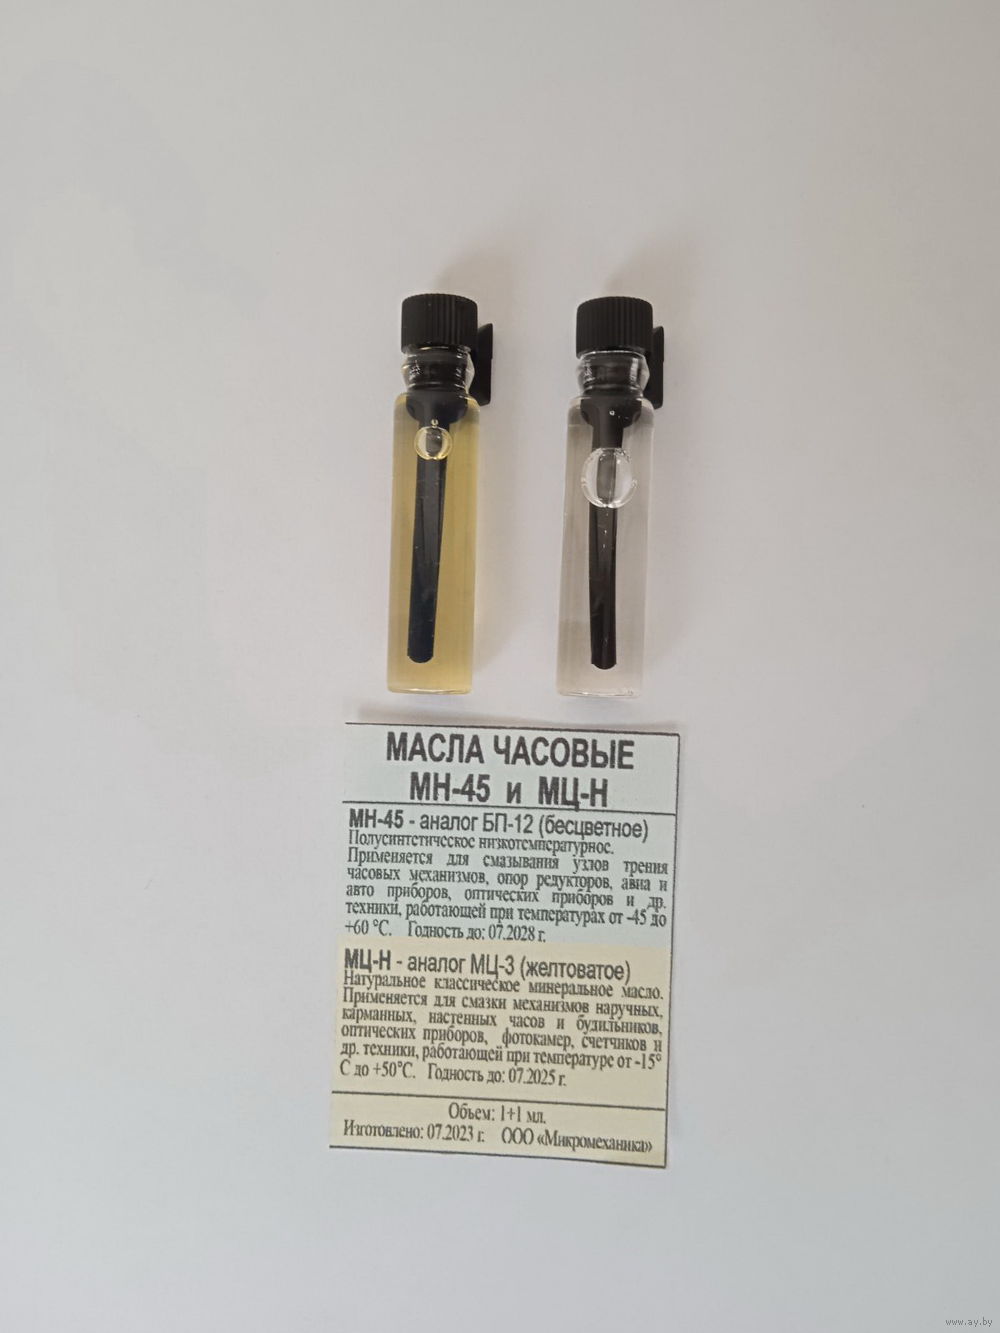 МАСЛА ЧАСОВЫЕ
МН-45 и МЦ-Н
МН-45 - аналог БП-12 (бесцветное)
Полусинтетическое низкотемпературное.
Применяется для смазывания узлов трения
часовых механизмов, опор редукторов, авиа и
авто приборов, оптических приборов и др.
техники, работающей при температурах от -45 до
+60 °С. Годность до: 07.2028 г.
МЦ-Н - аналог МЦ-3 (желтоватое)
Натуральное классическое минеральное масло.
Применяется для смазки механизмов наручных,
карманных, настенных часов и будильников,
оптических приборов, фотокамер, счетчиков и
др. техники, работающей при температуре от -15°
С до +50°С. Годность до: 07.2025 г.
Объем: 1+1 мл.
Изготовлено: 07.2023 г. ООО «Микромеханика»
www.ay.by